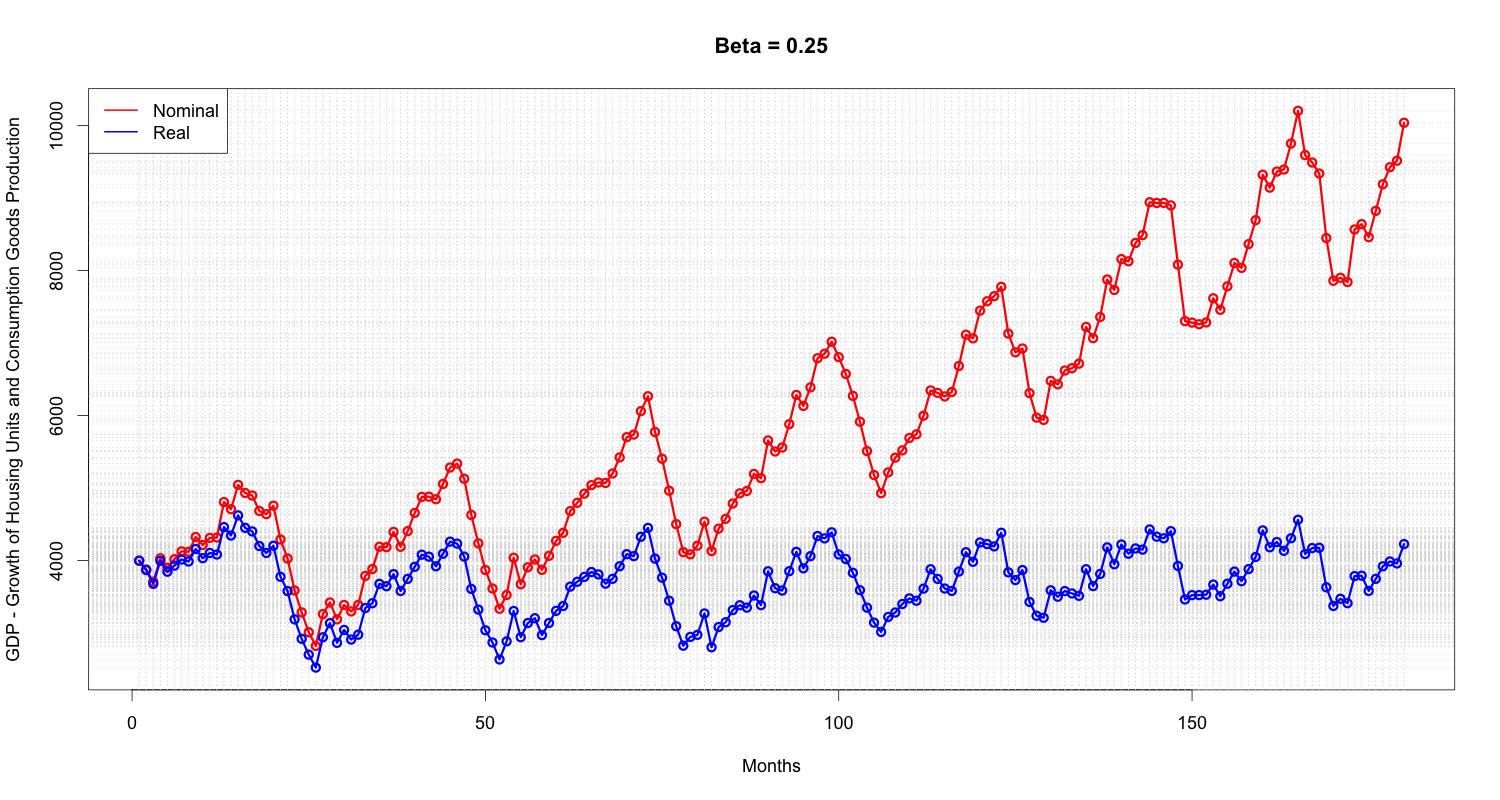 Beta = 0.25
Nominal
Real
GDP - Growth of Housing Units and Consumption Goods Production
10000
8000
6000
4000
0 50 100 150
Months